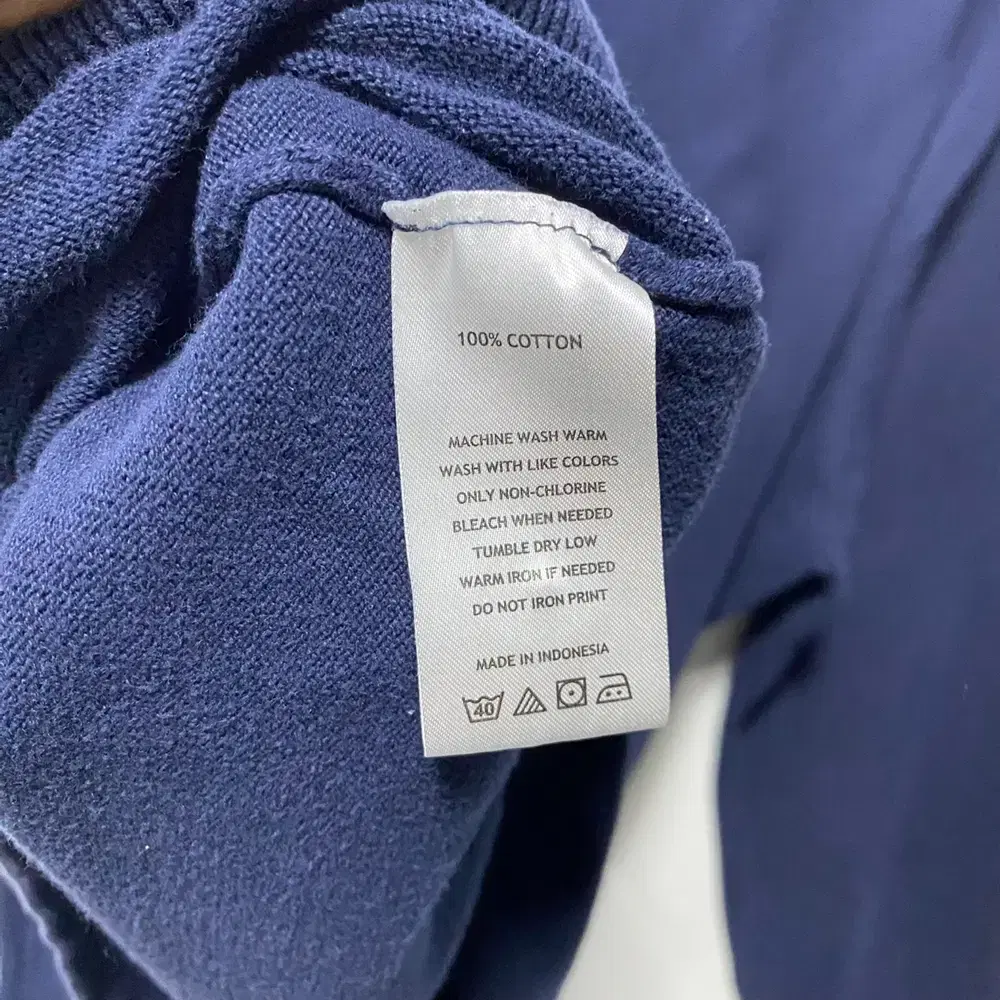 100% COTTON
MACHINE WASH WARM
WASH WITH LIKE COLORS
ONLY NON-CHLORINE
BLEACH WHEN NEEDED
TUMBLE DRY LOW
WARM IRON IF NEEDED
DO NOT IRON PRINT
MADE IN INDONESIA
40